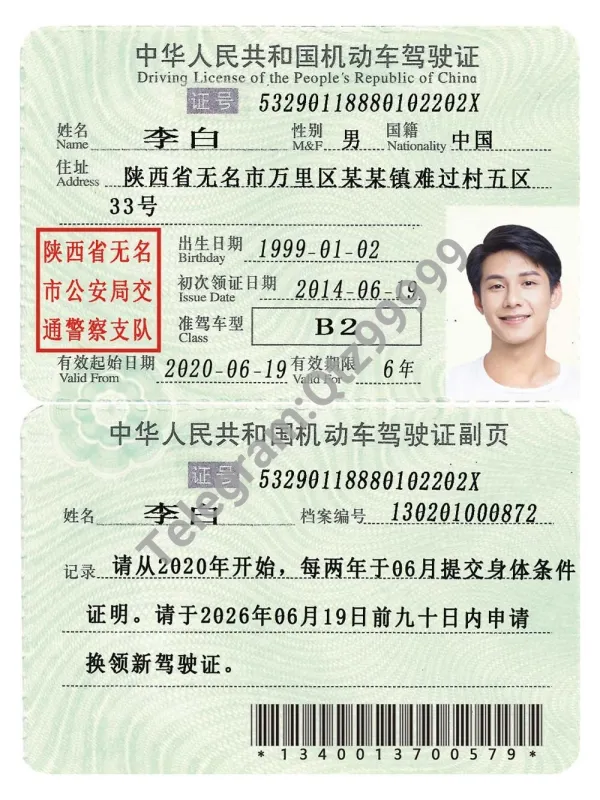 中华人民共和国机动车驾驶证
Driving License of the People's Republic of China
证号 53290118880102202X
姓名 李白 性别 男 国籍 中国
Name M&F Nationality
住址 陕西省无名市万里区某某镇难过村五区
Address
33号
陕西省无名
市公安局交
通警察支队
出生日期 1999-01-02
Birthday
初次领证日期 2014-06-19
Issue Date
准驾车型 B2
Class
有效起始日期 2020-06-19 有效期限 6年
Valid From Valid For
中华人民共和国机动车驾驶证副页
证号 53290118880102202X
姓名 李白 档案编号 130201000872
记录 请从2020年开始，每两年于06月提交身体条件
证明。请于2026年06月19日前九十日内申请
换领新驾驶证。
*1340013700579*
Telegram:Qtz99999